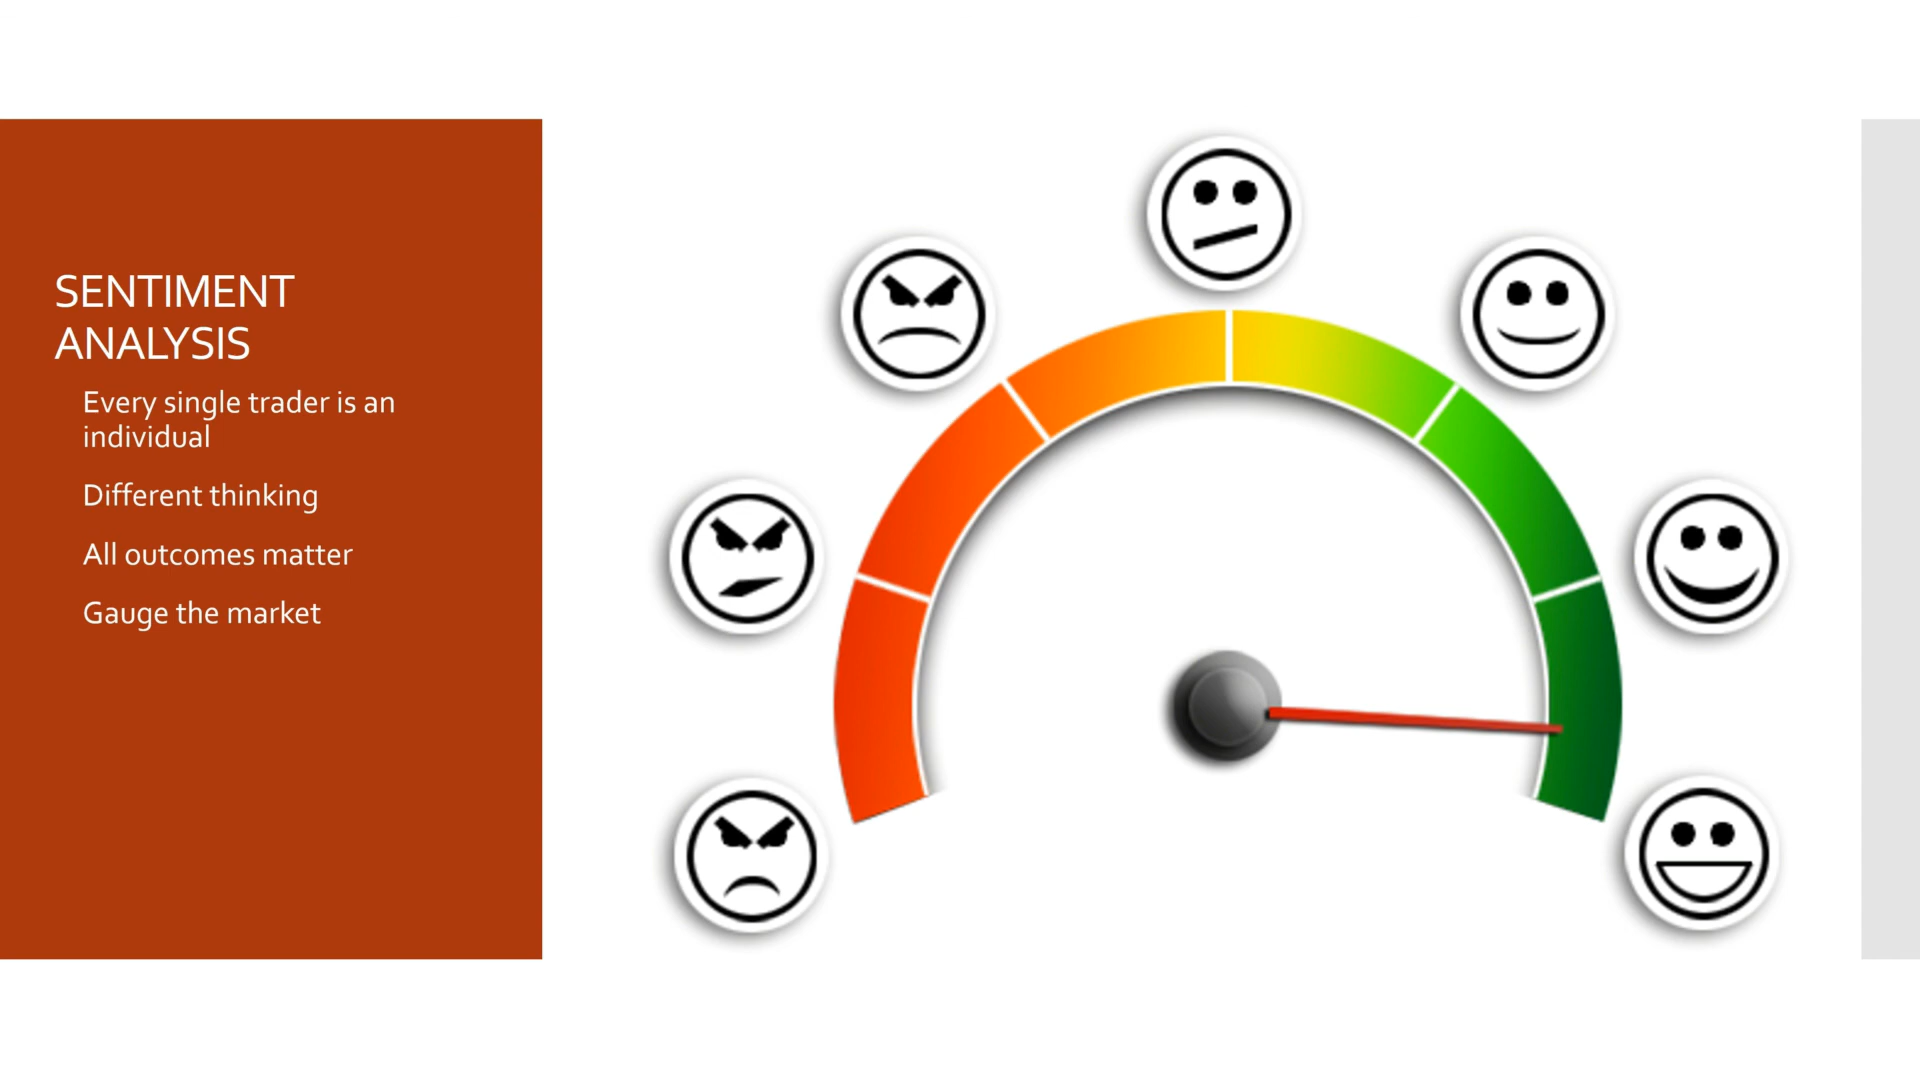 SENTIMENT
ANALYSIS
Every single trader is an
individual
Different thinking
All outcomes matter
Gauge the market